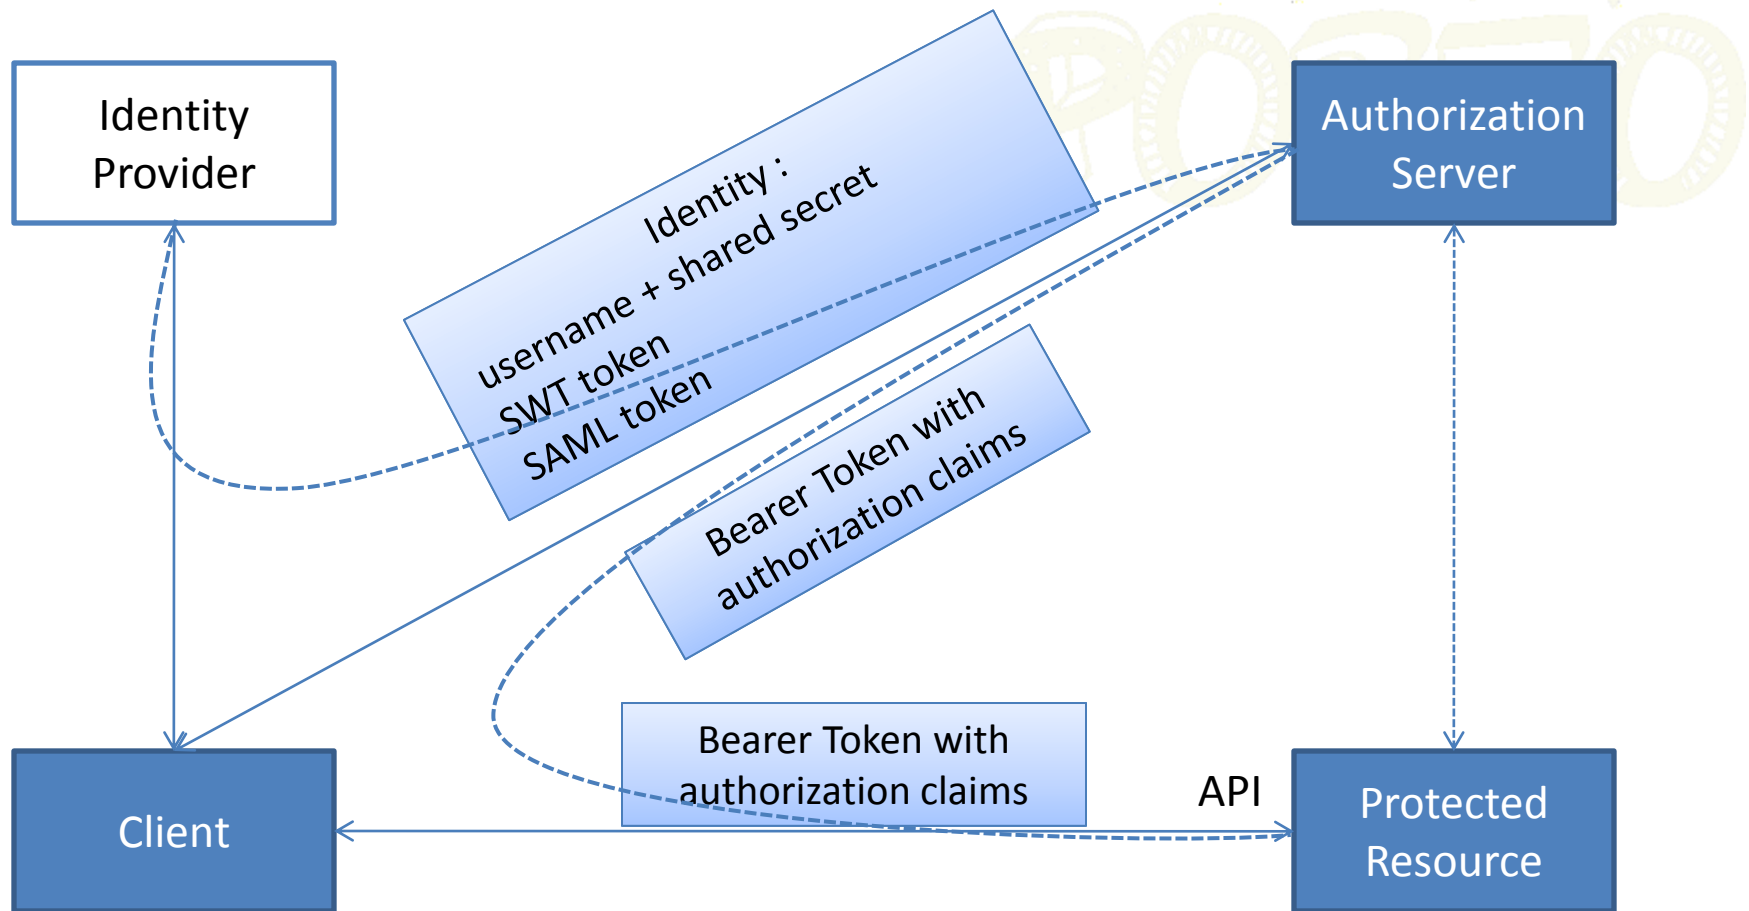 Identity
Provider
Authorization
Server
Identity :
username + shared secret
SWT token
SAML token
Bearer Token with
authorization claims
Bearer Token with
authorization claims
API
Client
Protected
Resource